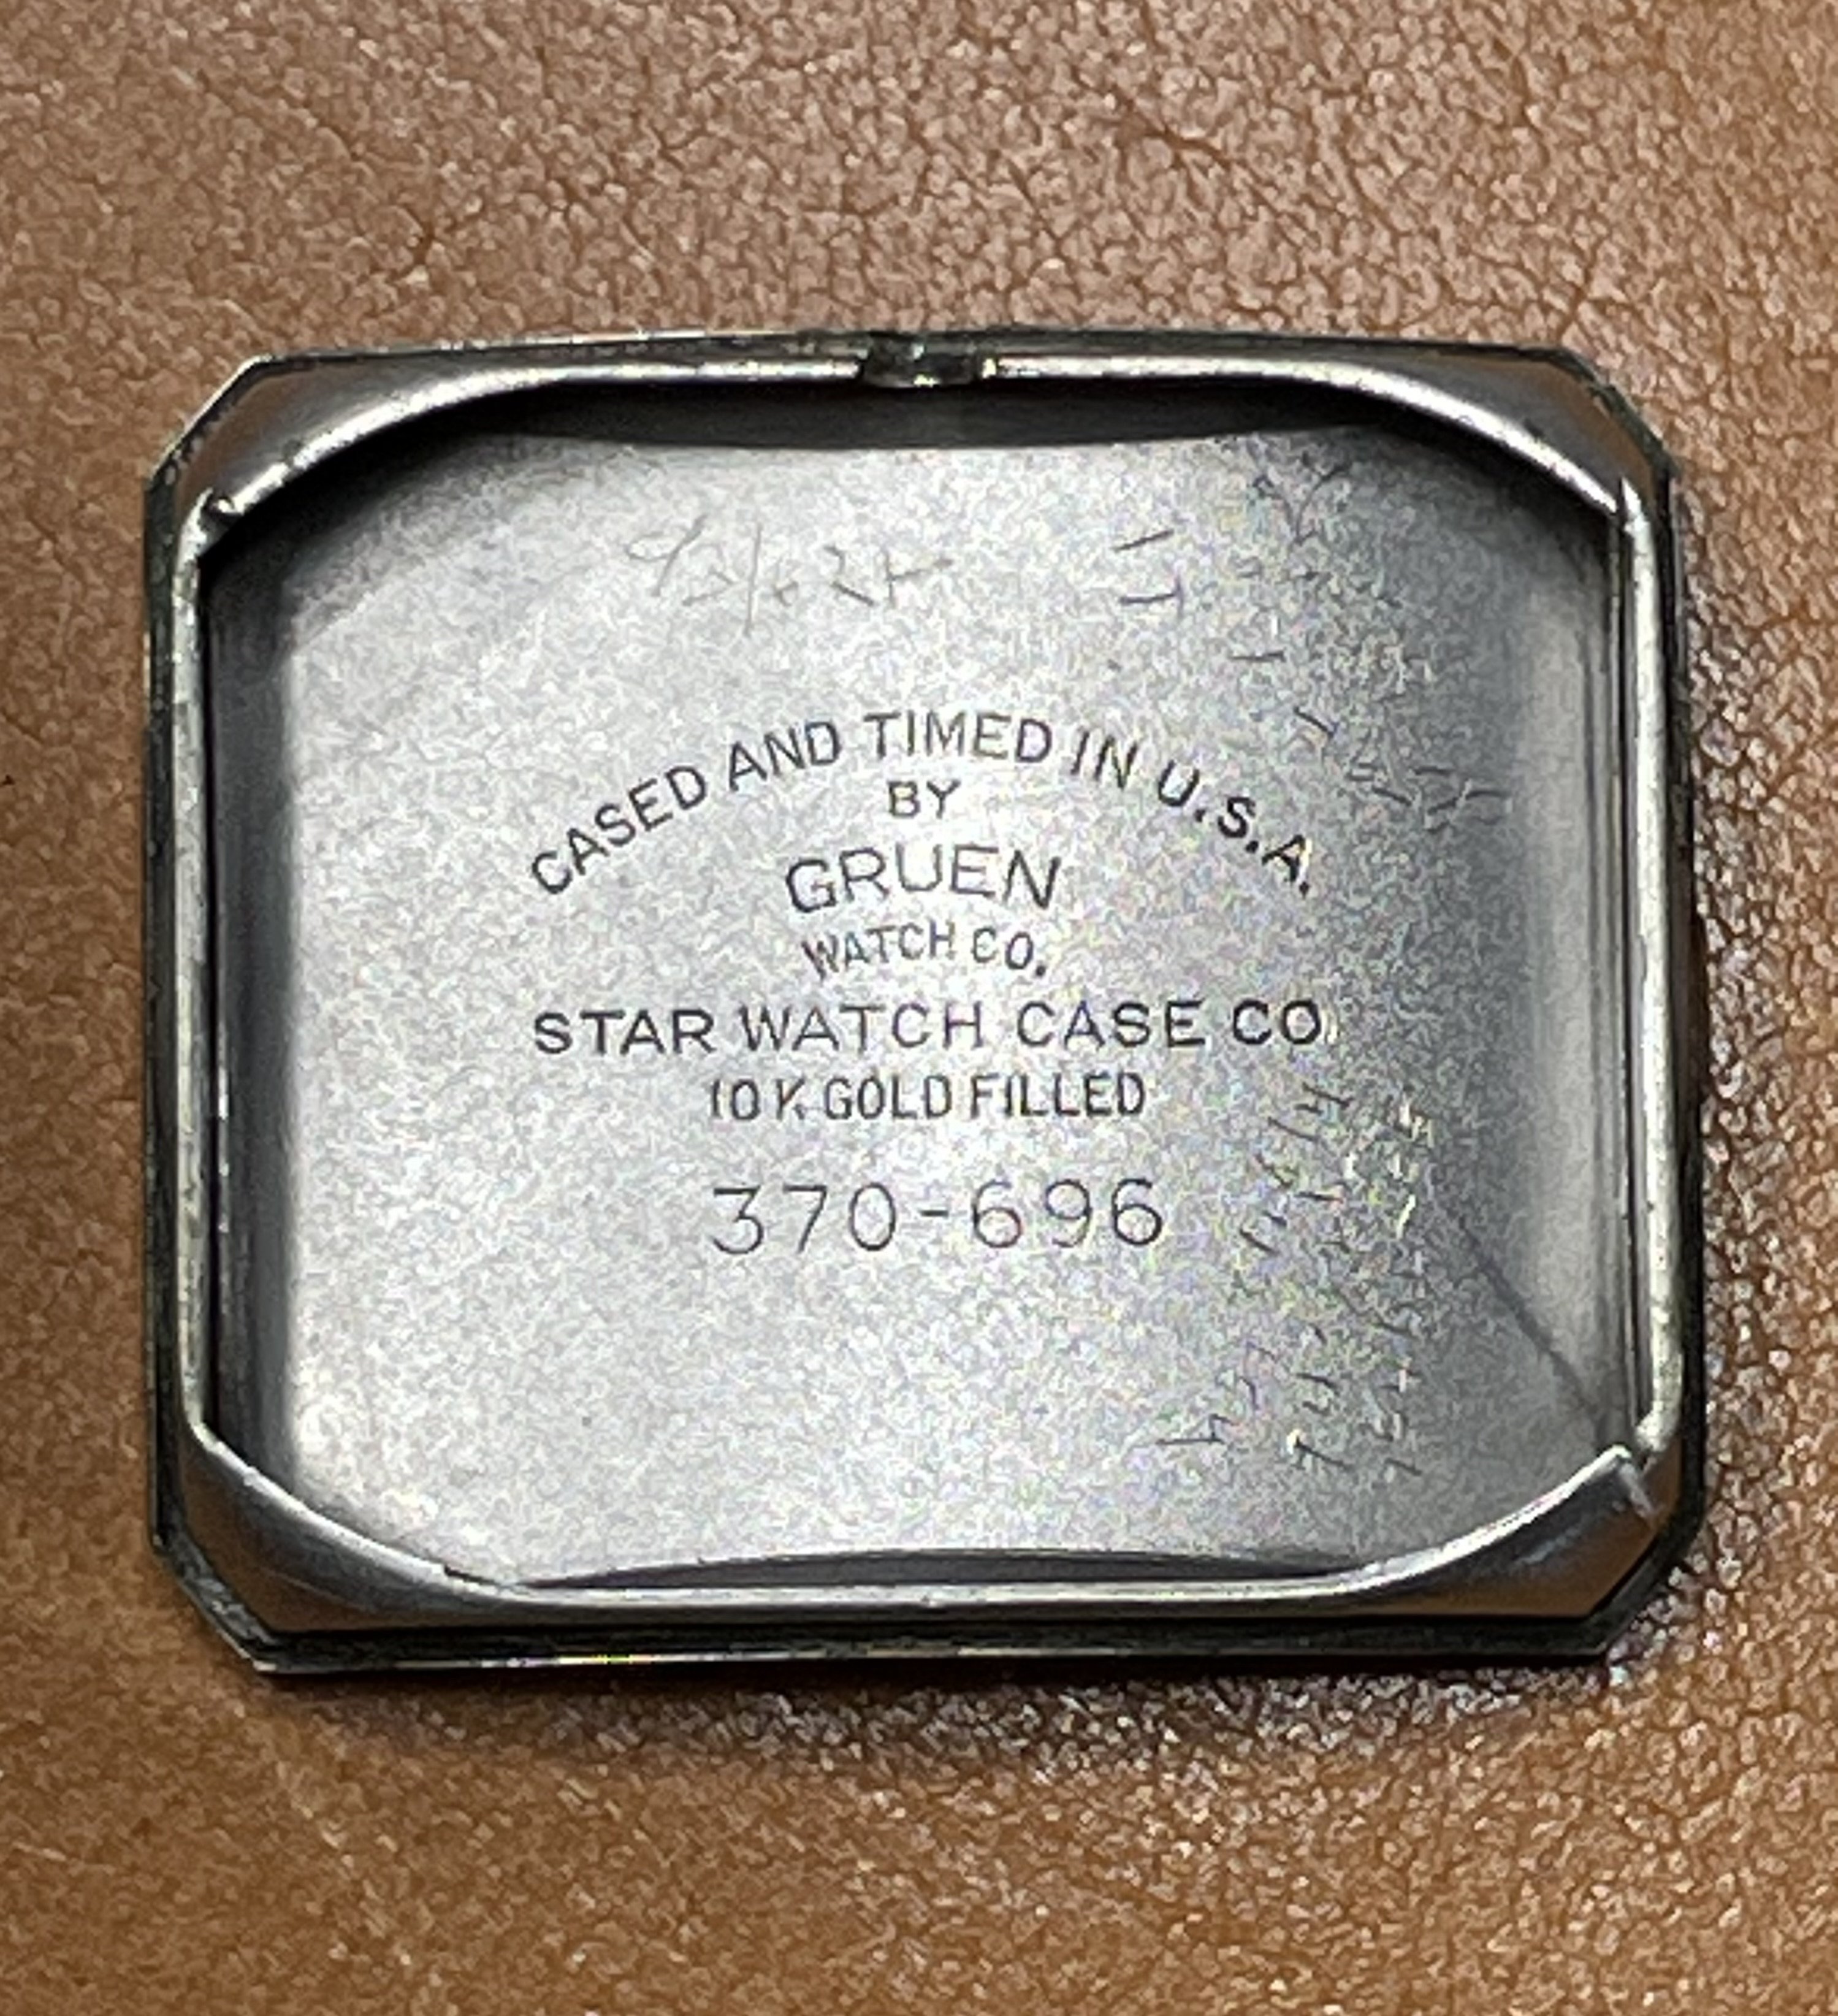 CASED AND TIMED IN U.S.A.
BY
GRUEN
WATCH CO.
STAR WATCH CASE CO
10 K. GOLD FILLED
370-696